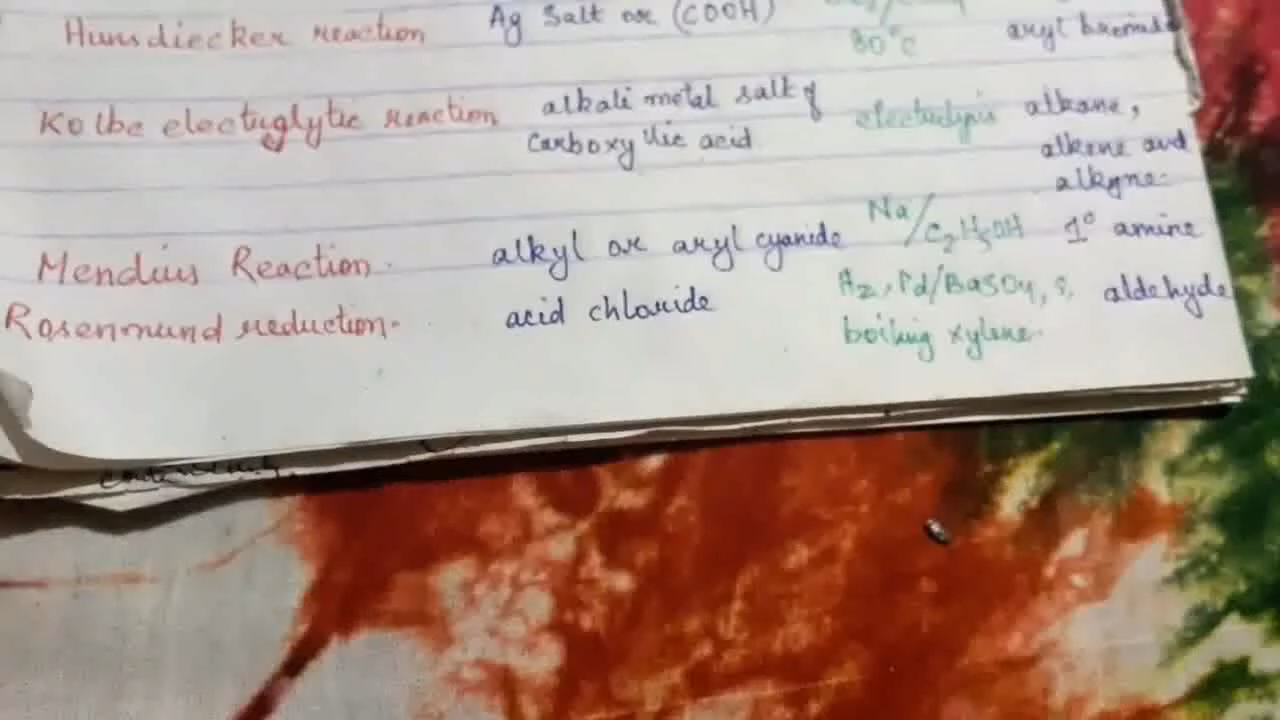 Hunsdiecker reaction Ag salt or (COOH)
80°c aryl bromide
Kolbe electuglytic reaction alkali metal salt of electrolysis alkane,
Carboxylic acid alkene and
alkyne.
Mendius Reaction. alkyl or aryl cyanide Na/C2H5OH 1° amine
Rosenmund reduction. acid chloride H2, Pd/BaSO4, S, aldehyde
boiling xylene.